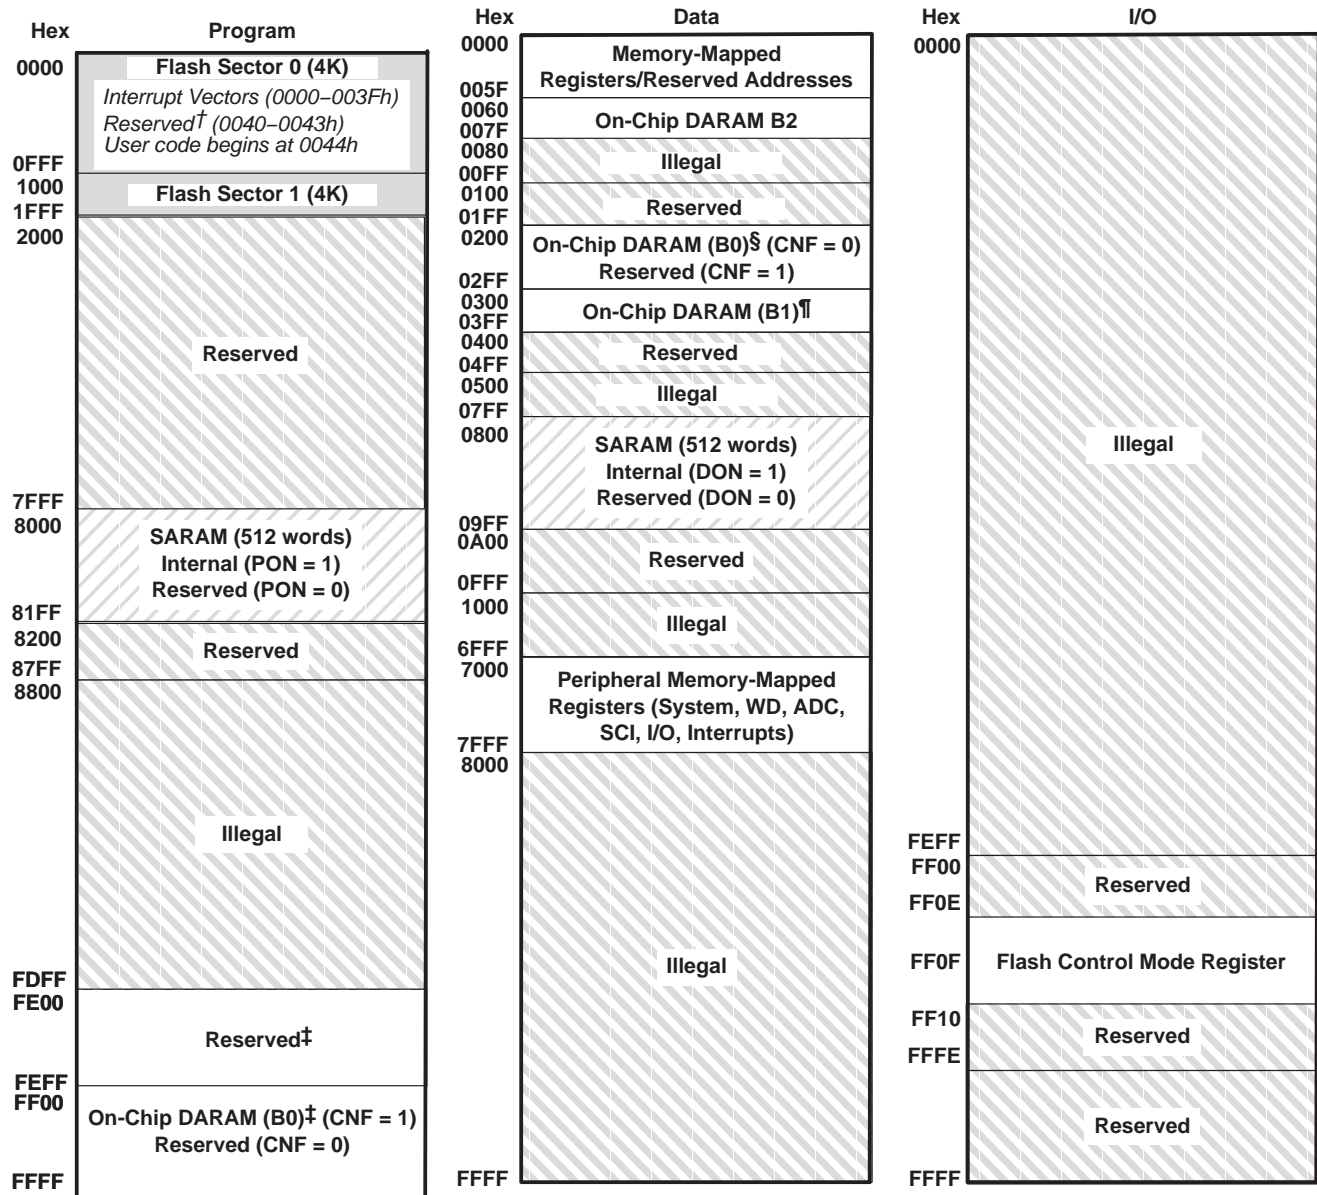 Hex
Program
0000
Flash Sector 0 (4K)
Interrupt Vectors (0000–003Fh)
Reserved† (0040–0043h)
User code begins at 0044h
0FFF
1000
Flash Sector 1 (4K)
1FFF
2000
Reserved
7FFF
8000
SARAM (512 words)
Internal (PON = 1)
Reserved (PON = 0)
81FF
8200
Reserved
87FF
8800
Illegal
FDFF
FE00
Reserved‡
FEFF
FF00
On-Chip DARAM (B0)‡ (CNF = 1)
Reserved (CNF = 0)
FFFF
Hex
Data
0000
Memory-Mapped
Registers/Reserved Addresses
005F
0060
On-Chip DARAM B2
007F
0080
Illegal
00FF
0100
Reserved
01FF
0200
On-Chip DARAM (B0)§ (CNF = 0)
Reserved (CNF = 1)
02FF
0300
On-Chip DARAM (B1)¶
03FF
0400
Reserved
04FF
0500
Illegal
07FF
0800
SARAM (512 words)
Internal (DON = 1)
Reserved (DON = 0)
09FF
0A00
Reserved
0FFF
1000
Illegal
6FFF
7000
Peripheral Memory-Mapped
Registers (System, WD, ADC,
SCI, I/O, Interrupts)
7FFF
8000
Illegal
FFFF
Hex
I/O
0000
Illegal
FEFF
FF00
Reserved
FF0E
FF0F
Flash Control Mode Register
FF10
Reserved
FFFE
Reserved
FFFF